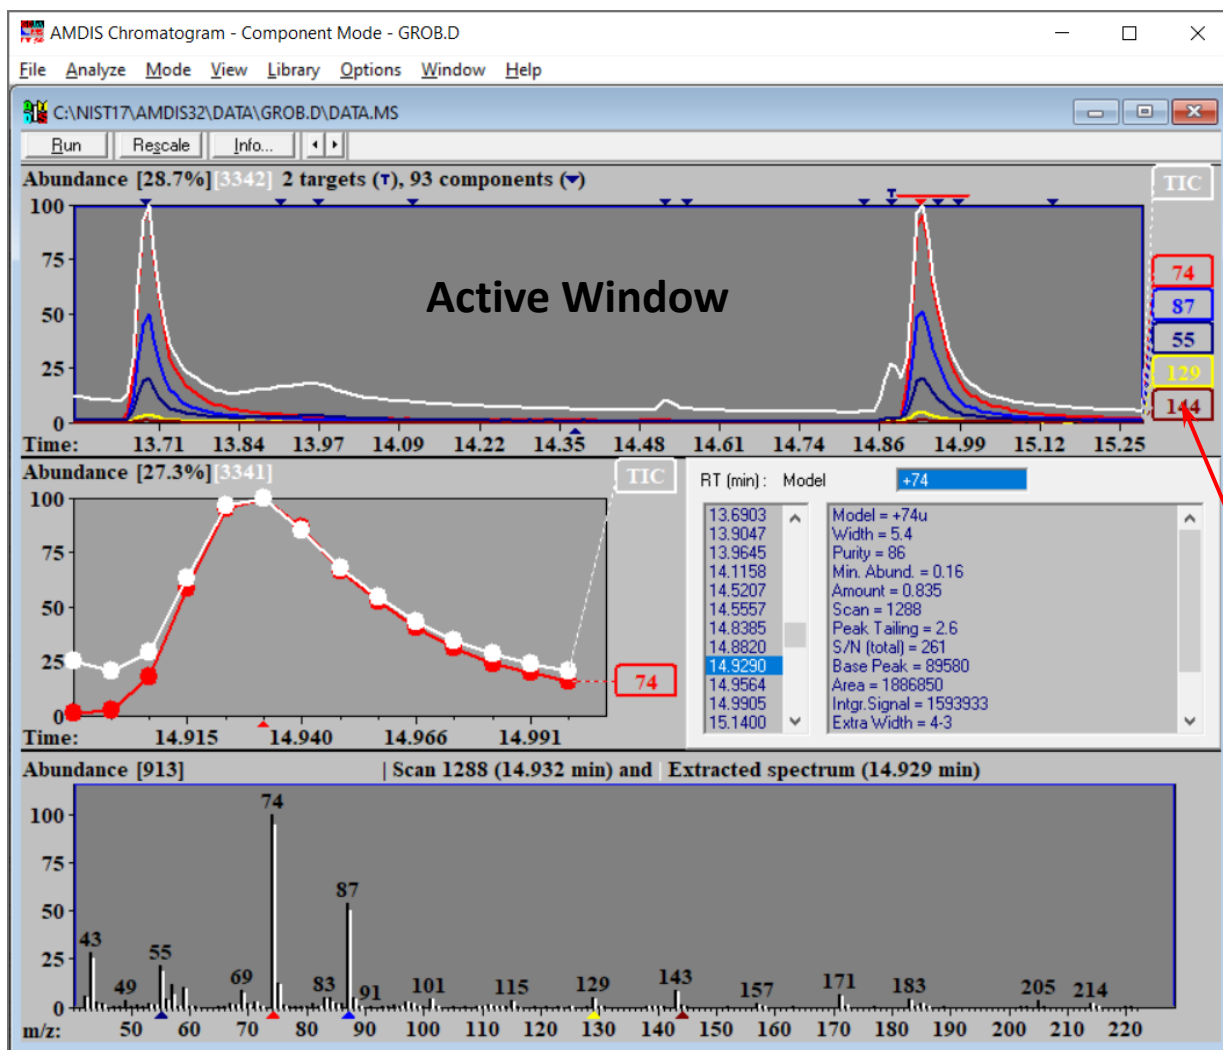 AMDIS Chromatogram - Component Mode - GROB.D
File Analyze Mode View Library Options Window Help
C:\NIST17\AMDIS32\DATA\GROB.D\DATA.MS
Run Rescale Info...
Abundance [28.7%][3342] 2 targets (T), 93 components (▼)
TIC
T
100
75
50
25
0
Active Window
74
87
55
129
144
Time: 13.71 13.84 13.97 14.09 14.22 14.35 14.48 14.61 14.74 14.86 14.99 15.12 15.25
Abundance [27.3%][3341]
TIC
100
75
50
25
0
74
Time: 14.915 14.940 14.966 14.991
RT (min) : Model +74
13.6903
13.9047
13.9645
14.1158
14.5207
14.5557
14.8385
14.8820
14.9290
14.9564
14.9905
15.1400
Model = +74u
Width = 5.4
Purity = 86
Min. Abund. = 0.16
Amount = 0.835
Scan = 1288
Peak Tailing = 2.6
S/N (total) = 261
Base Peak = 89580
Area = 1886850
Intgr.Signal = 1593933
Extra Width = 4-3
Abundance [913] | Scan 1288 (14.932 min) and | Extracted spectrum (14.929 min)
100
75
50
25
0
43 49 55 69 74 83 87 91 101 115 129 143 157 171 183 205 214
m/z: 50 60 70 80 90 100 110 120 130 140 150 160 170 180 190 200 210 220